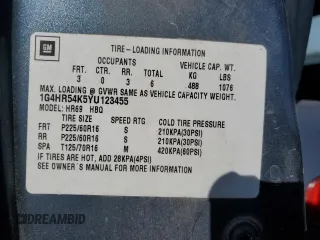 GM
TIRE-LOADING INFORMATION
OCCUPANTS VEHICLE CAP. WT.
FRT. CTR. RR. TOTAL KG LBS
3 0 3 6 488 1076
MAX. LOADING @ GVWR SAME AS VEHICLE CAPACITY WEIGHT.
1G4HR54K5YU123455
MODEL: HR69 HBQ
TIRE SIZE SPEED RTG COLD TIRE PRESSURE
FRT P225/60R16 S 210KPA(30PSI)
RR P225/60R16 S 210KPA(30PSI)
SPA T125/70R16 M 420KPA(60PSI)
IF TIRES ARE HOT, ADD 28KPA(4PSI)
SEE OWNER'S MANUAL FOR MORE INFORMATION
DREAMBID